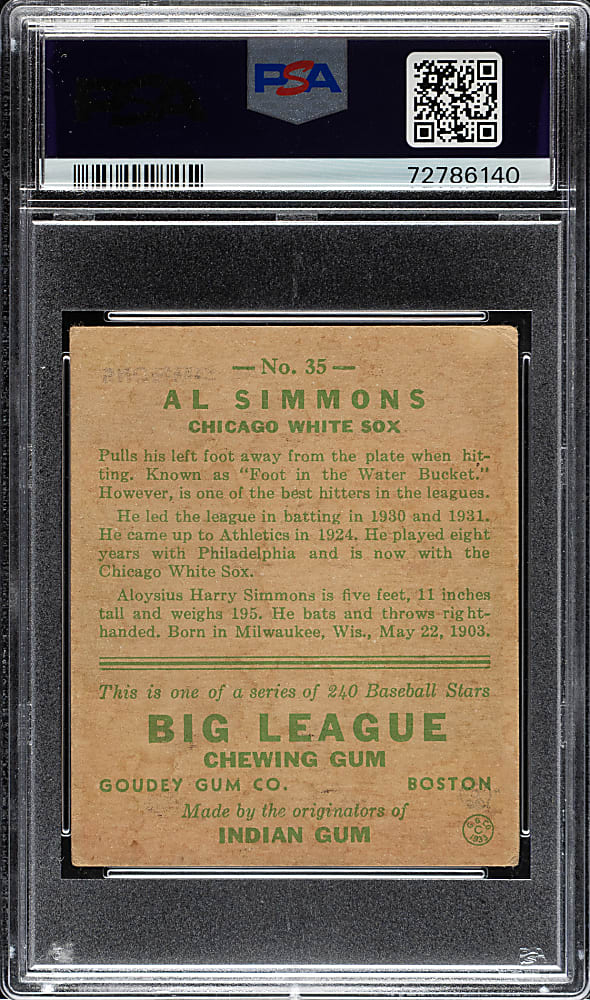 PSA
72786140
— No. 35 —
AL SIMMONS
CHICAGO WHITE SOX
Pulls his left foot away from the plate when hit-
ting. Known as "Foot in the Water Bucket."
However, is one of the best hitters in the leagues.
He led the league in batting in 1930 and 1931.
He came up to Athletics in 1924. He played eight
years with Philadelphia and is now with the
Chicago White Sox.
Aloysius Harry Simmons is five feet, 11 inches
tall and weighs 195. He bats and throws right-
handed. Born in Milwaukee, Wis., May 22, 1903.
This is one of a series of 240 Baseball Stars
BIG LEAGUE
CHEWING GUM
GOUDEY GUM CO. BOSTON
Made by the originators of
INDIAN GUM